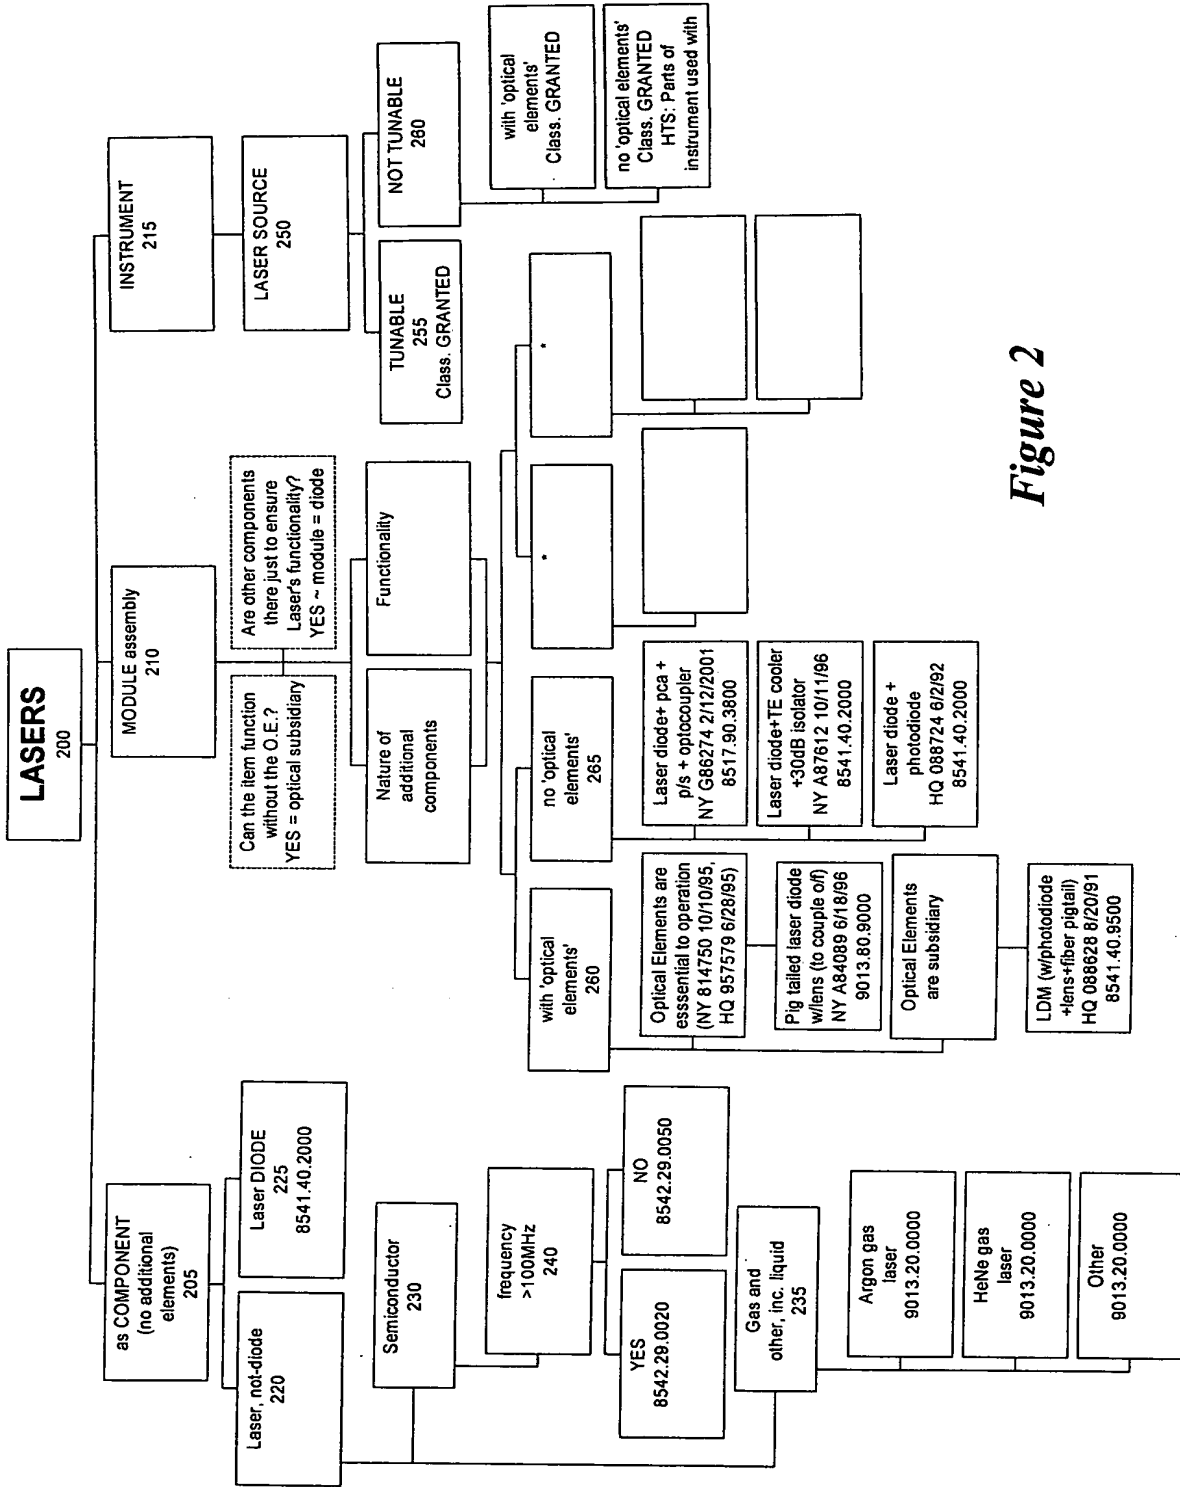 LASERS
200
as COMPONENT
(no additional
elements)
205
Laser, not-diode
220
Laser DIODE
225
8541.40.2000
Semiconductor
230
frequency
>100MHz
240
YES
8542.29.0020
NO
8542.29.0050
Gas and
other, inc. liquid
235
Argon gas
laser
9013.20.0000
HeNe gas
laser
9013.20.0000
Other
9013.20.0000
MODULE assembly
210
Can the item function
without the O.E.?
YES = optical subsidiary
Are other components
there just to ensure
Laser's functionality?
YES ~ module = diode
Nature of
additional
components
Functionality
with 'optical
elements'
260
Optical Elements are
esssential to operation
(NY 814750 10/10/95,
HQ 957579 6/28/95)
Pig tailed laser diode
w/lens (to couple o/f)
NY A84089 6/18/96
9013.80.9000
Optical Elements
are subsidiary
LDM (w/photodiode
+lens+fiber pigtail)
HQ 088628 8/20/91
8541.40.9500
no 'optical
elements'
265
Laser diode+ pca +
p/s + optocoupler
NY G86274 2/12/2001
8517.90.3800
Laser diode+TE cooler
+30dB isolator
NY A87612 10/11/96
8541.40.2000
Laser diode +
photodiode
HQ 088724 6/2/92
8541.40.2000
*
*
INSTRUMENT
215
LASER SOURCE
250
TUNABLE
255
Class. GRANTED
NOT TUNABLE
260
with 'optical
elements'
Class. GRANTED
no 'optical elements'
Class. GRANTED
HTS: Parts of
instrument used with
Figure 2